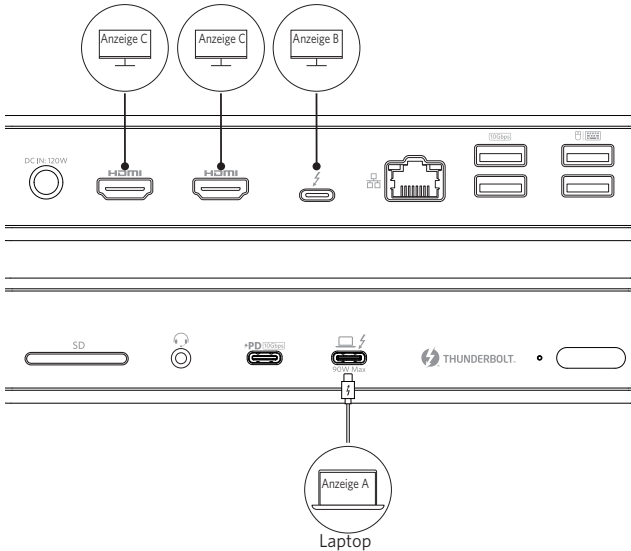 Anzeige C
Anzeige C
Anzeige B
DC IN: 120W
HDMI
HDMI
10Gbps
SD
PD 10Gbps
90W Max
THUNDERBOLT.
Anzeige A
Laptop